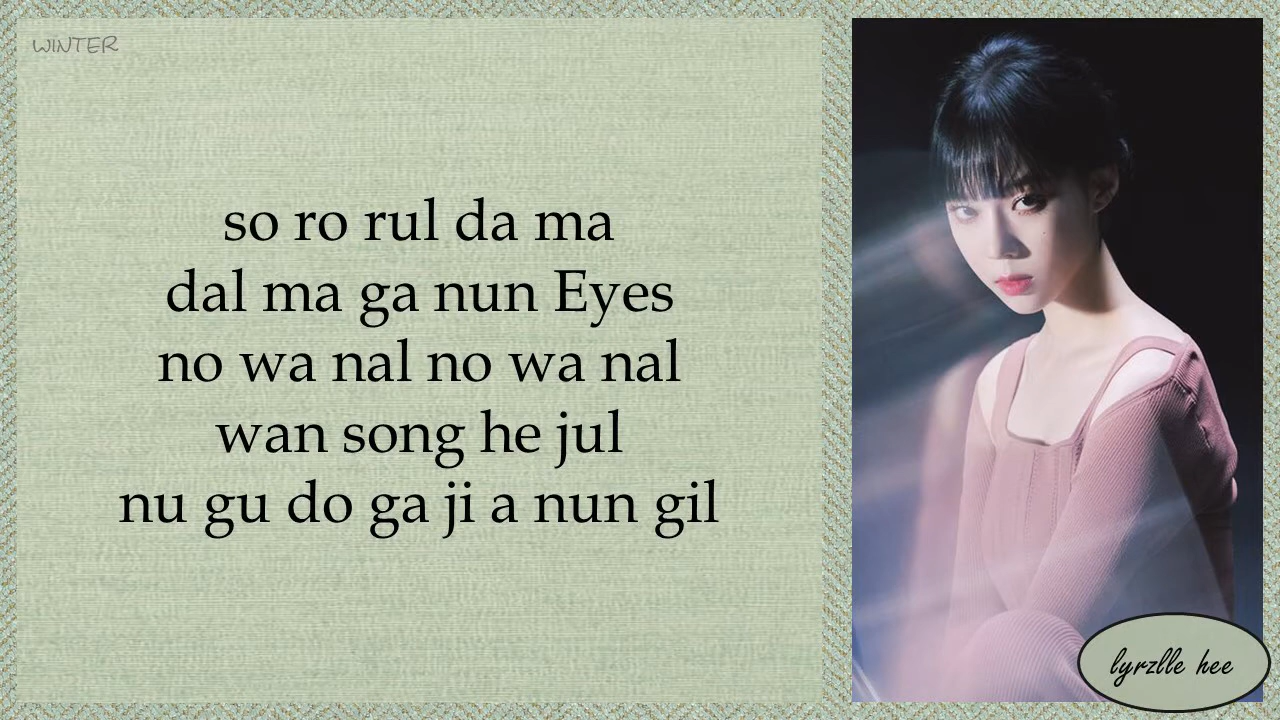 WINTER
so ro rul da ma
dal ma ga nun Eyes
no wa nal no wa nal
wan song he jul
nu gu do ga ji a nun gil
lyrzlle hee